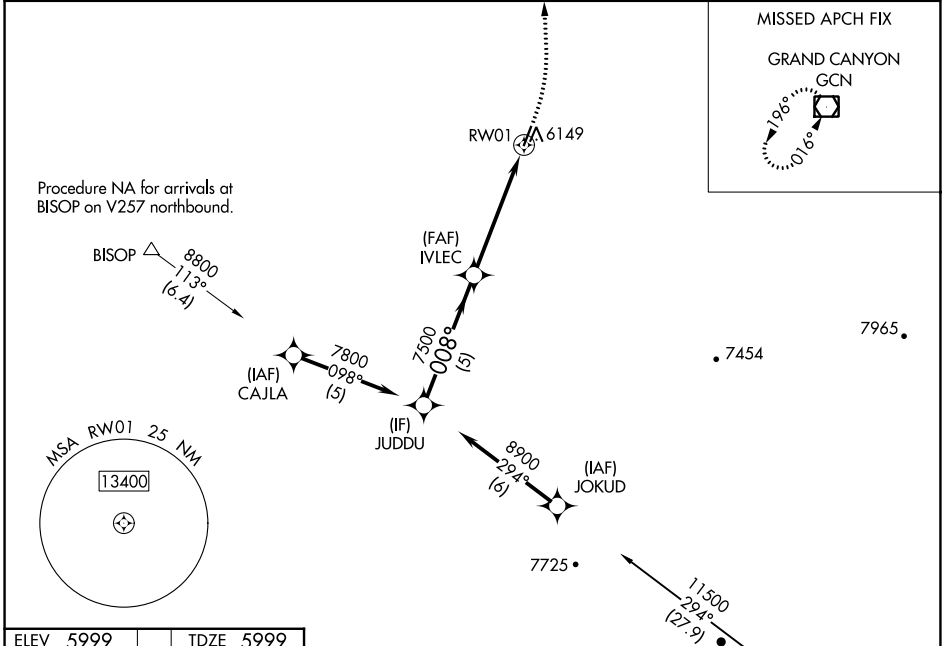 MISSED APCH FIX
GRAND CANYON
GCN
196°
016°
RW01
6149
Procedure NA for arrivals at
BISOP on V257 northbound.
BISOP
8800
113°
(6.4)
(FAF)
IVLEC
7500
008°
(5)
7965
7454
(IAF)
CAJLA
7800
098°
(5)
(IF)
JUDDU
8900
294°
(6)
(IAF)
JOKUD
MSA RW01 25 NM
13400
7725
11500
294°
(27.9)
ELEV 5999
TDZE 5999